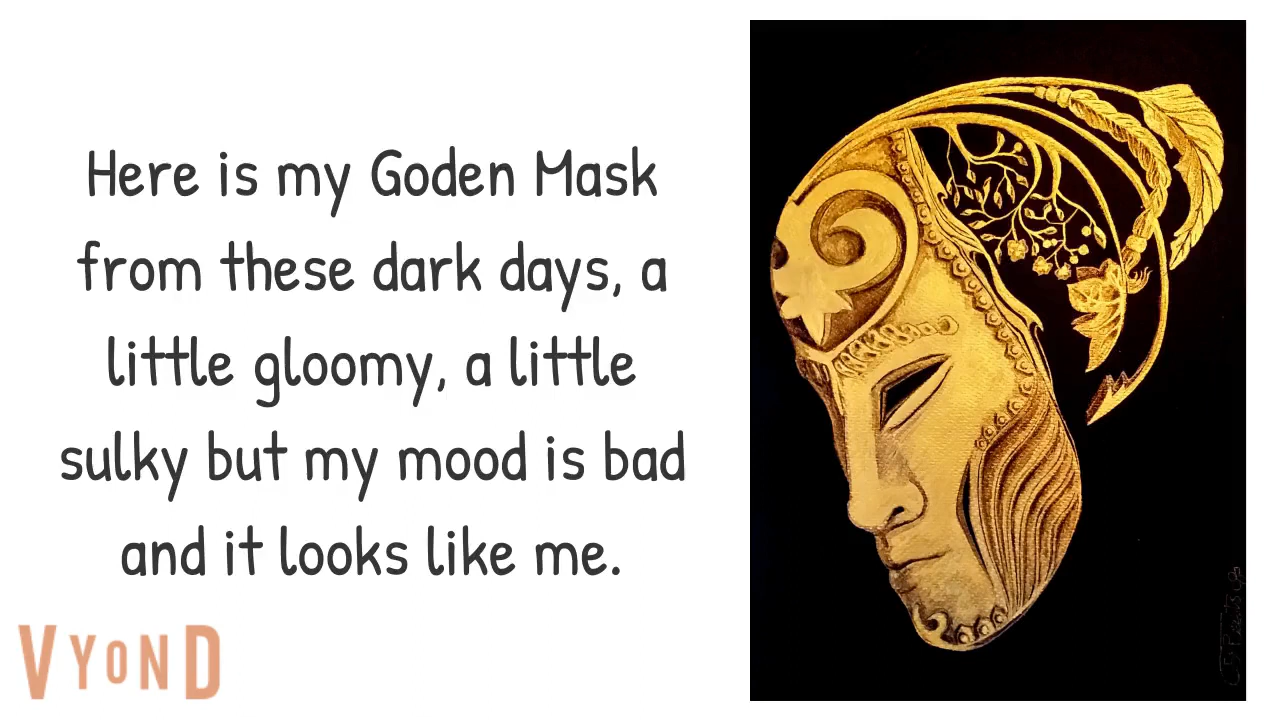 Here is my Goden Mask
from these dark days, a
little gloomy, a little
sulky but my mood is bad
and it looks like me.
VYOND